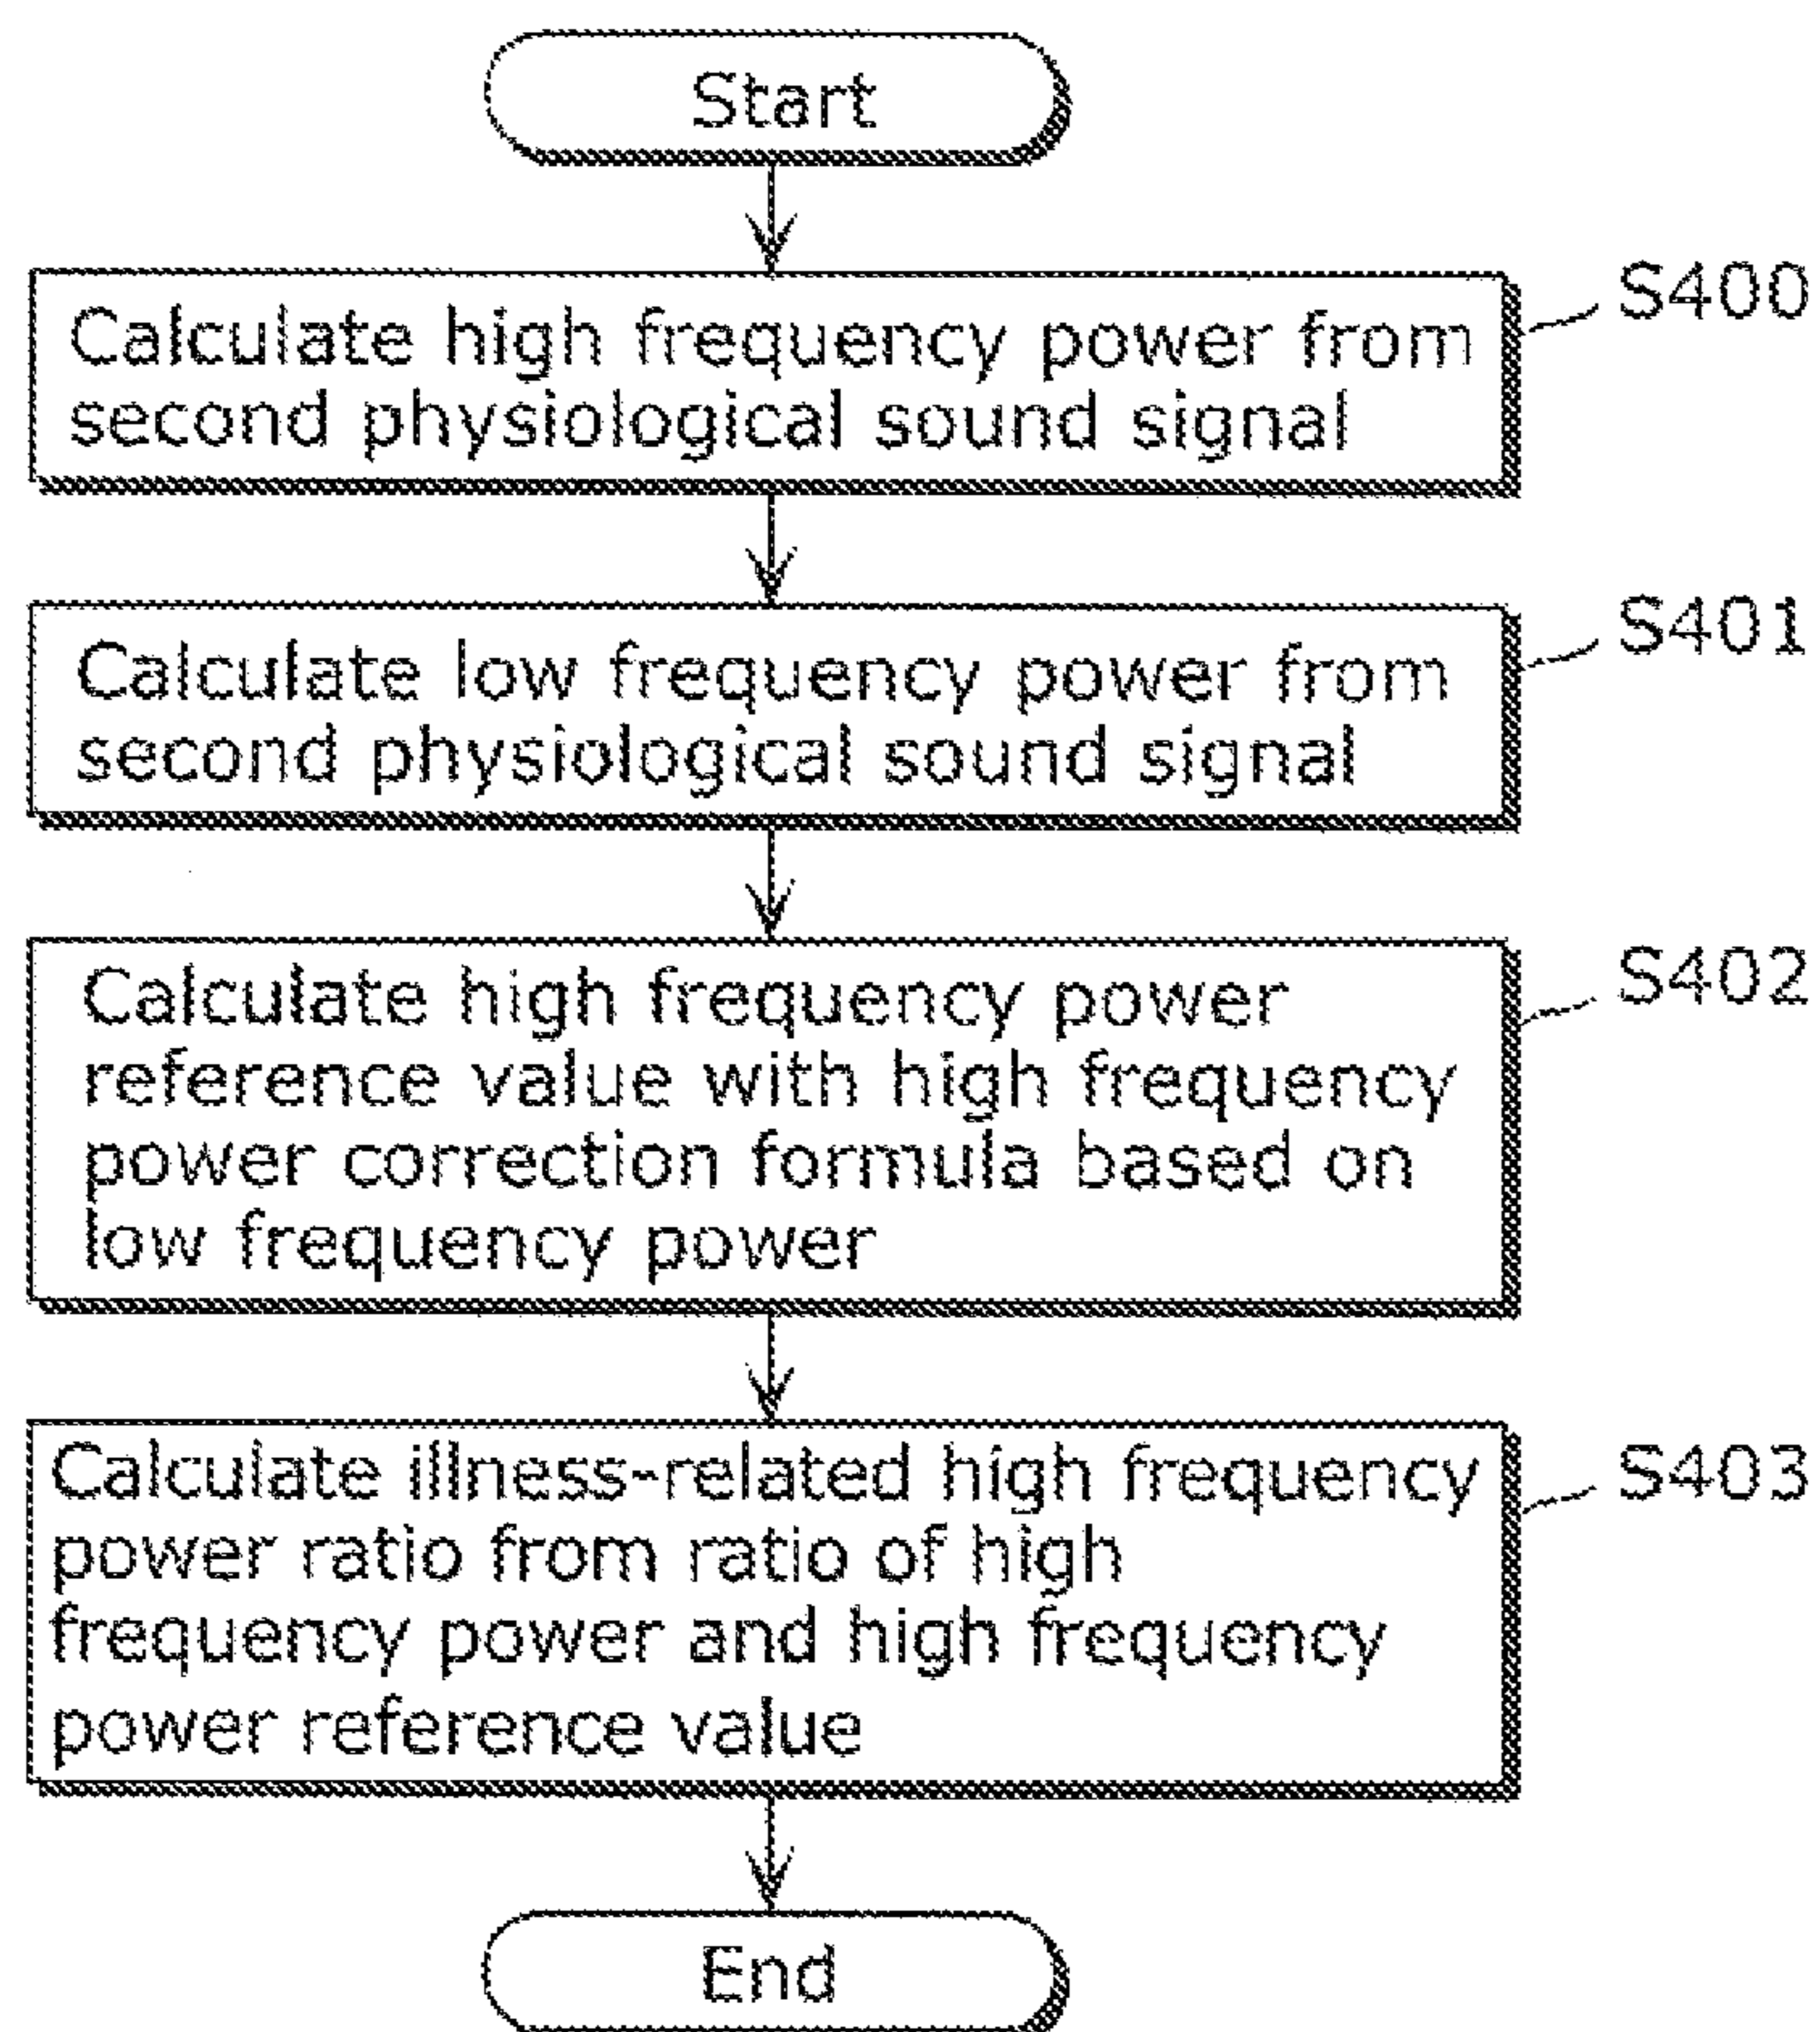 Start
Calculate high frequency power from
second physiological sound signal
S400
Calculate low frequency power from
second physiological sound signal
S401
Calculate high frequency power
reference value with high frequency
power correction formula based on
low frequency power
S402
Calculate illness-related high frequency
power ratio from ratio of high
frequency power and high frequency
power reference value
S403
End